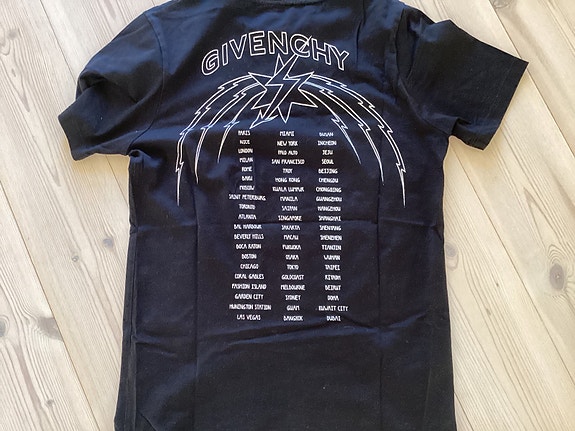 GIVENCHY
PARIS MIAMI BUSAN
NICE NEW YORK INCHEON
LONDON PALO ALTO JEJU
MILAN SAN FRANCISCO SEOUL
ROME TROY BEIJING
BAKU HONG KONG CHENGDU
MOSCOW KUALA LUMPUR CHONGQING
SAINT PETERSBURG MANILA GUANGZHOU
TORONTO SAIPAN HANGZHOU
ATLANTA SINGAPORE SHANGHAI
BAL HARBOUR JAKARTA SHENYANG
BEVERLY HILLS MACAU SHENZHEN
BOCA RATON FUKUOKA TIANJIN
BOSTON OSAKA WUHAN
CHICAGO TOKYO TAIPEI
CORAL GABLES GOLDCOAST RIYADH
FASHION ISLAND MELBOURNE BEIRUT
GARDEN CITY SYDNEY DOHA
HUNINGTON STATION GUAM KUWAIT CITY
LAS VEGAS BANGKOK DUBAI